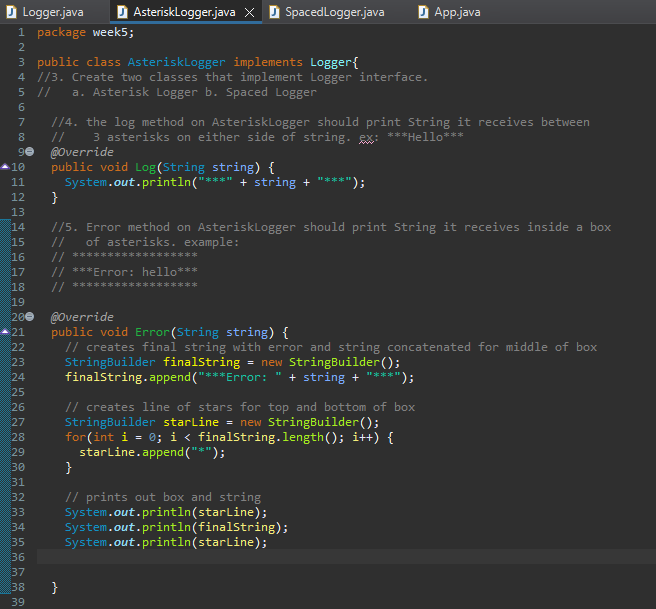 Logger.java AsteriskLogger.java SpacedLogger.java App.java
1 package week5;
2
3 public class AsteriskLogger implements Logger{
4 //3. Create two classes that implement Logger interface.
5 //   a. Asterisk Logger b. Spaced Logger
6
7   //4. the log method on AsteriskLogger should print String it receives between
8   //    3 asterisks on either side of string. ex: ***Hello***
9   @Override
10   public void Log(String string) {
11     System.out.println("***" + string + "***");
12   }
13
14   //5. Error method on AsteriskLogger should print String it receives inside a box
15   //   of asterisks. example:
16   // ******************
17   // ***Error: hello***
18   // ******************
19
20   @Override
21   public void Error(String string) {
22     // creates final string with error and string concatenated for middle of box
23     StringBuilder finalString = new StringBuilder();
24     finalString.append("***Error: " + string + "***");
25
26     // creates line of stars for top and bottom of box
27     StringBuilder starLine = new StringBuilder();
28     for(int i = 0; i < finalString.length(); i++) {
29       starLine.append("*");
30     }
31
32     // prints out box and string
33     System.out.println(starLine);
34     System.out.println(finalString);
35     System.out.println(starLine);
36
37
38   }
39